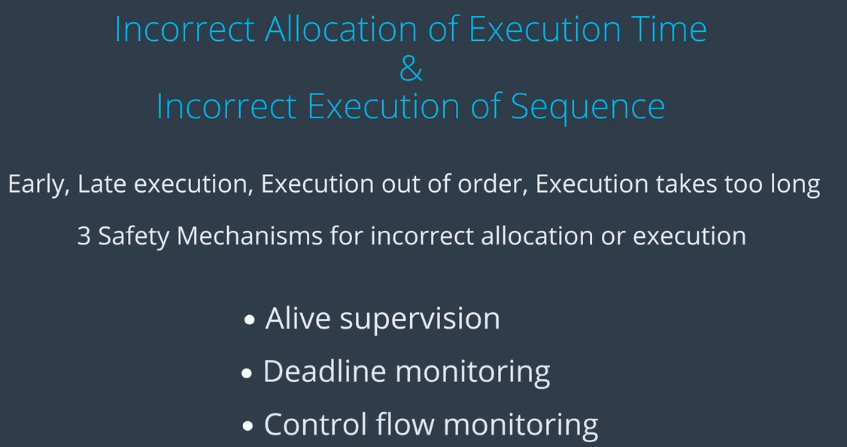 Incorrect Allocation of Execution Time
&
Incorrect Execution of Sequence
Early, Late execution, Execution out of order, Execution takes too long
3 Safety Mechanisms for incorrect allocation or execution
• Alive supervision
• Deadline monitoring
• Control flow monitoring